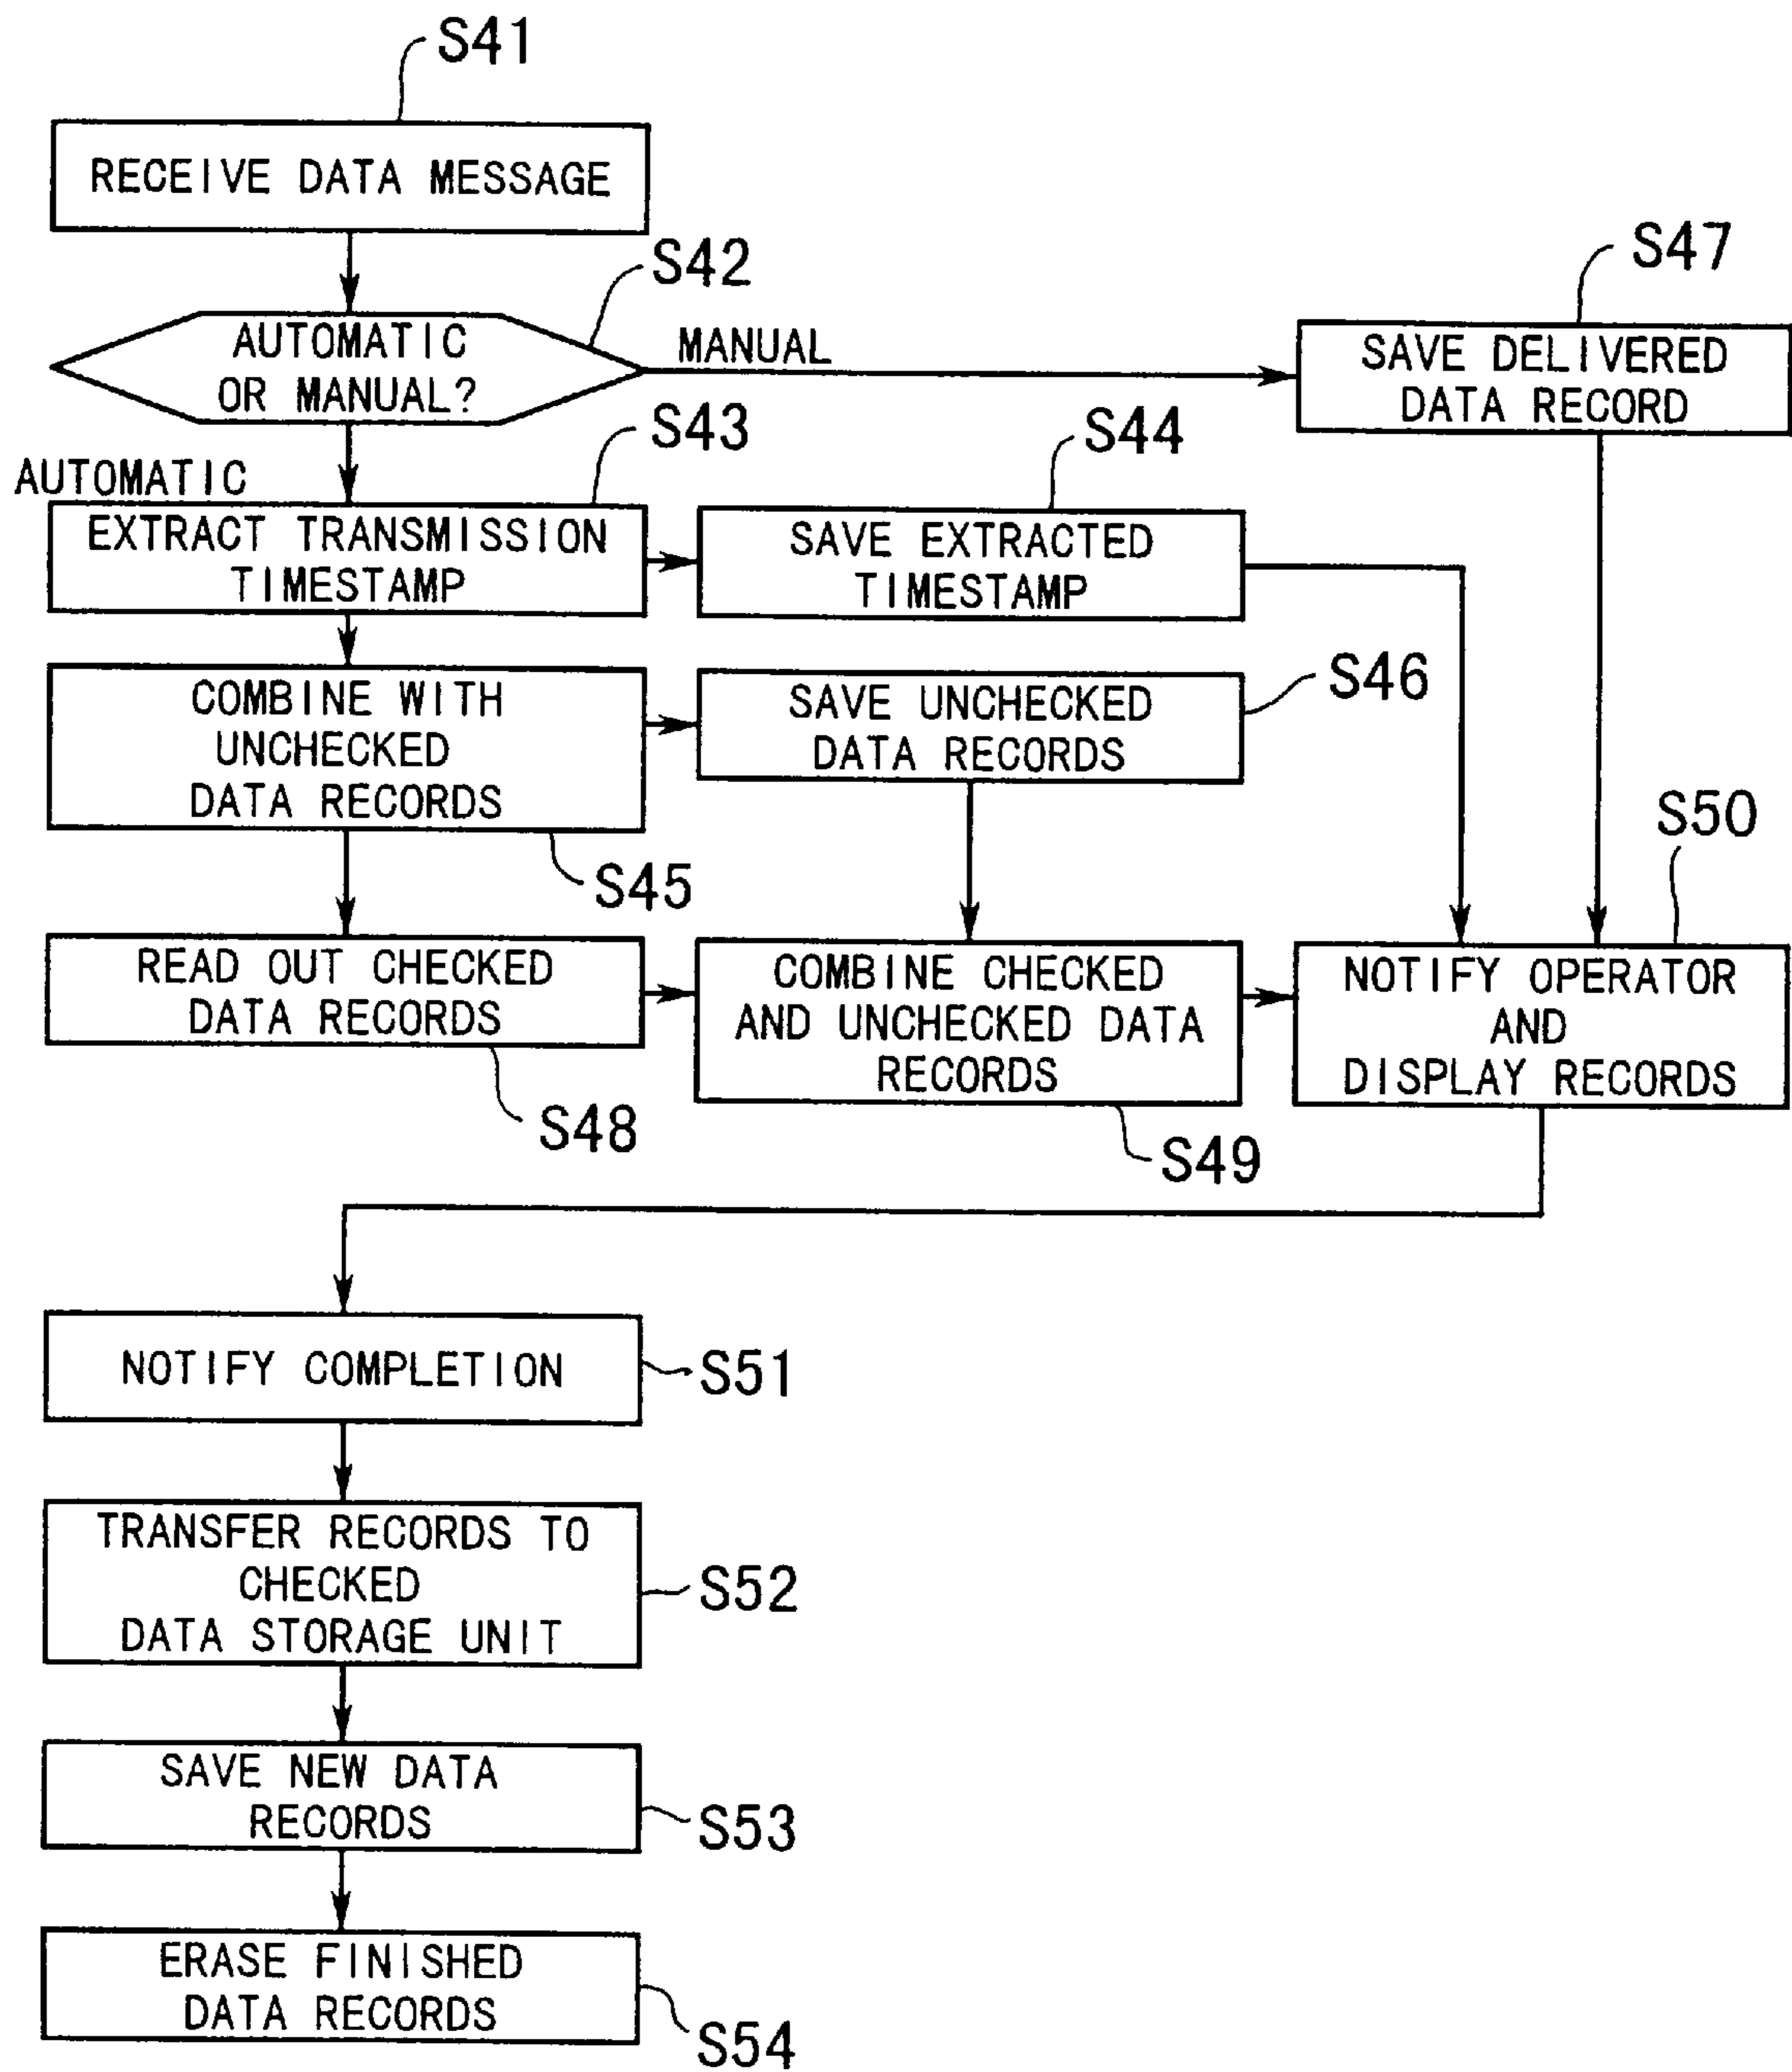 S41
RECEIVE DATA MESSAGE
S42
AUTOMATIC
OR MANUAL?
MANUAL
S47
SAVE DELIVERED
DATA RECORD
AUTOMATIC
S43
EXTRACT TRANSMISSION
TIMESTAMP
S44
SAVE EXTRACTED
TIMESTAMP
COMBINE WITH
UNCHECKED
DATA RECORDS
S45
SAVE UNCHECKED
DATA RECORDS
S46
READ OUT CHECKED
DATA RECORDS
S48
COMBINE CHECKED
AND UNCHECKED DATA
RECORDS
S49
S50
NOTIFY OPERATOR
AND
DISPLAY RECORDS
NOTIFY COMPLETION
S51
TRANSFER RECORDS TO
CHECKED
DATA STORAGE UNIT
S52
SAVE NEW DATA
RECORDS
S53
ERASE FINISHED
DATA RECORDS
S54